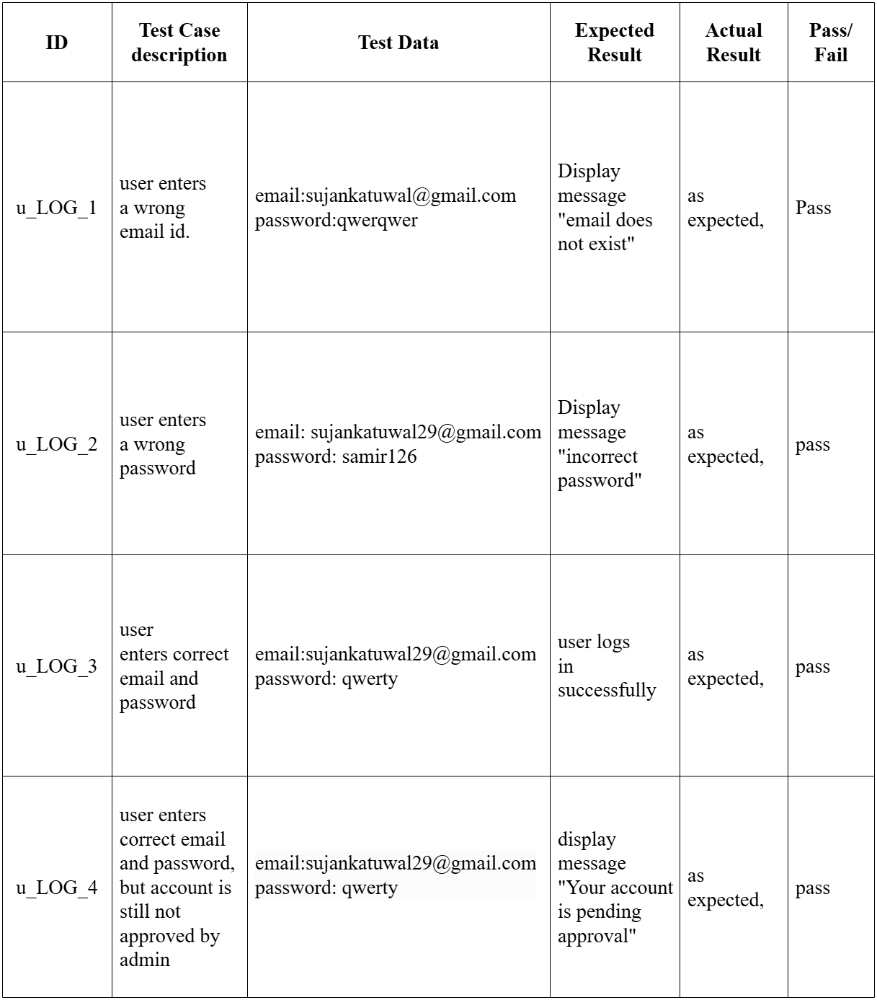 ID
Test Case
description
Test Data
Expected
Result
Actual
Result
Pass/
Fail
u_LOG_1
user enters
a wrong
email id.
email:sujankatuwal@gmail.com
password:qwerqwer
Display
message
"email does
not exist"
as
expected,
Pass
u_LOG_2
user enters
a wrong
password
email: sujankatuwal29@gmail.com
password: samir126
Display
message
"incorrect
password"
as
expected,
pass
u_LOG_3
user
enters correct
email and
password
email:sujankatuwal29@gmail.com
password: qwerty
user logs
in
successfully
as
expected,
pass
u_LOG_4
user enters
correct email
and password,
but account is
still not
approved by
admin
email:sujankatuwal29@gmail.com
password: qwerty
display
message
"Your account
is pending
approval"
as
expected,
pass